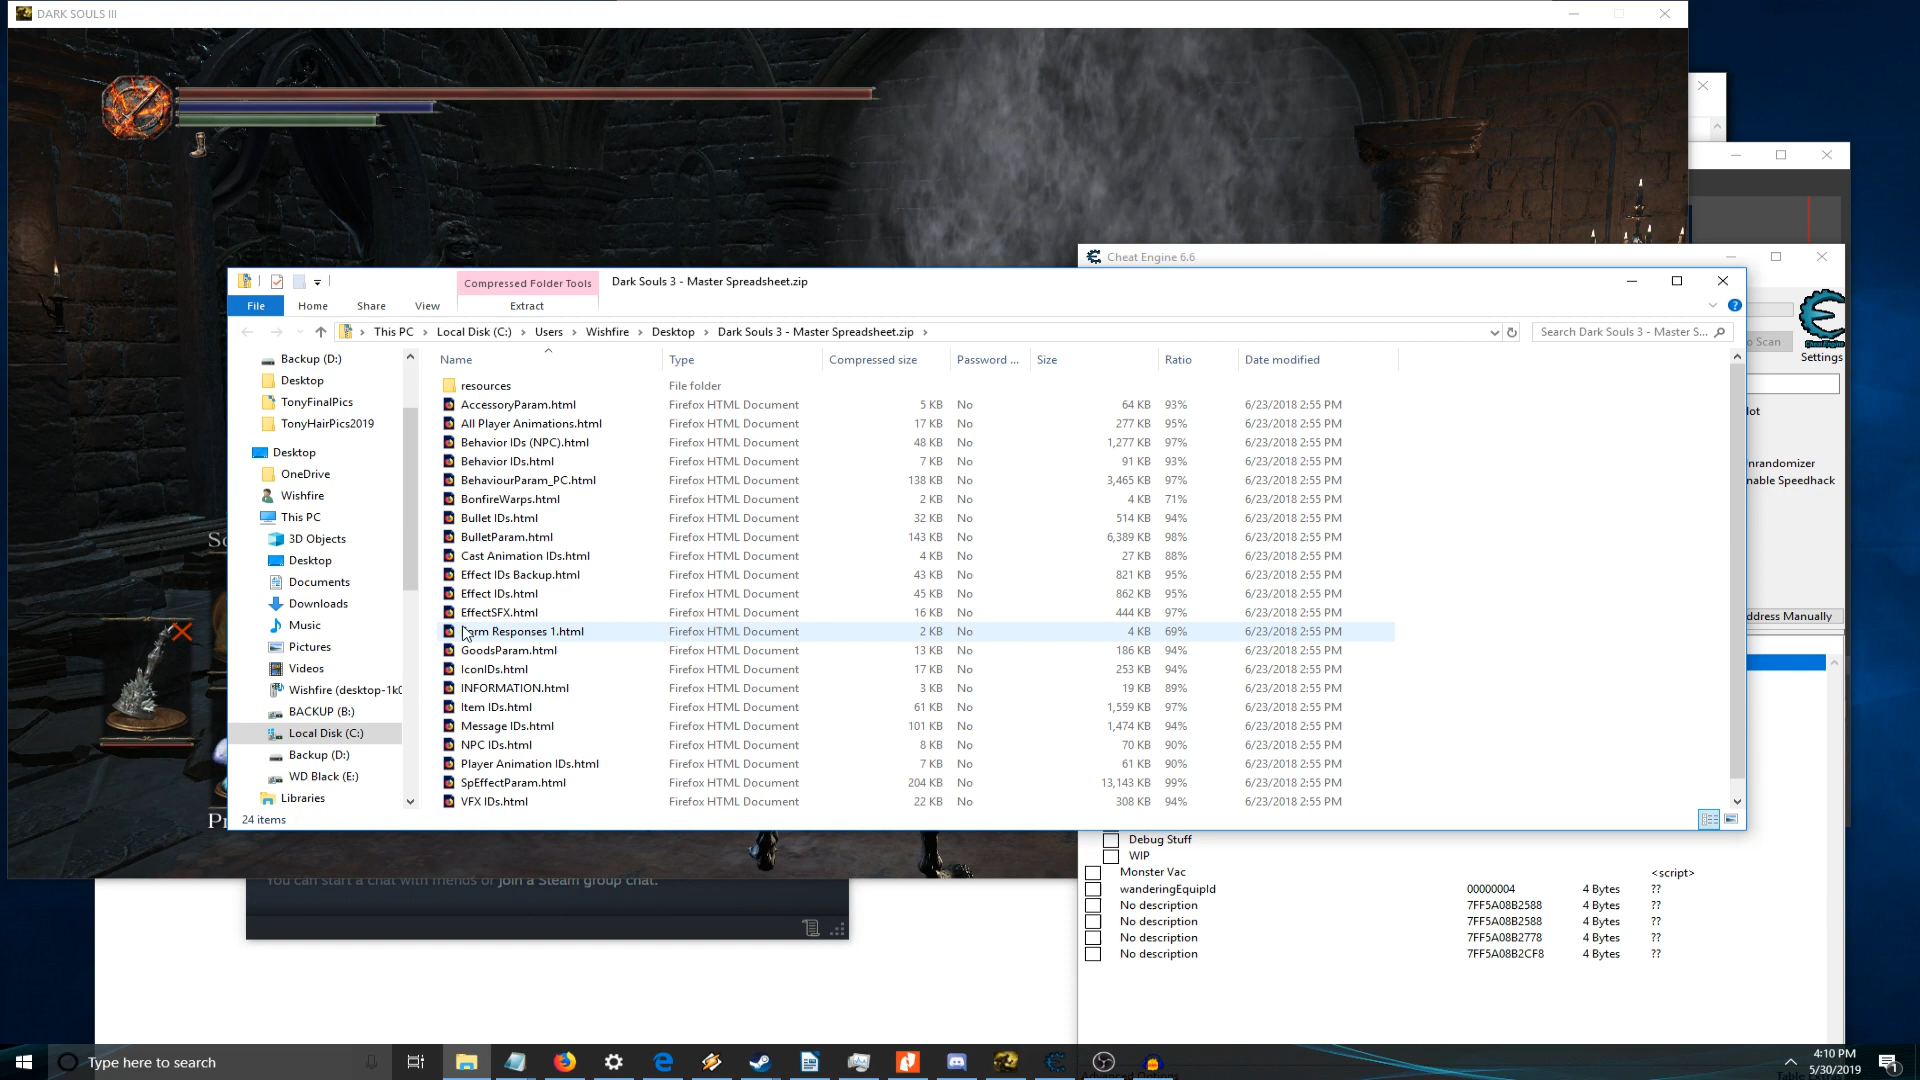 DARK SOULS III
Cheat Engine 6.6
Compressed Folder Tools
Dark Souls 3 - Master Spreadsheet.zip
File Home Share View Extract
This PC > Local Disk (C:) > Users > Wishfire > Desktop > Dark Souls 3 - Master Spreadsheet.zip >
Search Dark Souls 3 - Master S...
Settings
Backup (D:)
Desktop
TonyFinalPics
TonyHairPics2019
Desktop
OneDrive
Wishfire
This PC
3D Objects
Desktop
Documents
Downloads
Music
Pictures
Videos
Wishfire (desktop-1k0
BACKUP (B:)
Local Disk (C:)
Backup (D:)
WD Black (E:)
Libraries
Name Type Compressed size Password ... Size Ratio Date modified
resources File folder
AccessoryParam.html Firefox HTML Document 5 KB No 64 KB 93% 6/23/2018 2:55 PM
All Player Animations.html Firefox HTML Document 17 KB No 277 KB 95% 6/23/2018 2:55 PM
Behavior IDs (NPC).html Firefox HTML Document 48 KB No 1,277 KB 97% 6/23/2018 2:55 PM
Behavior IDs.html Firefox HTML Document 7 KB No 91 KB 93% 6/23/2018 2:55 PM
BehaviourParam_PC.html Firefox HTML Document 138 KB No 3,465 KB 97% 6/23/2018 2:55 PM
BonfireWarps.html Firefox HTML Document 2 KB No 4 KB 71% 6/23/2018 2:55 PM
Bullet IDs.html Firefox HTML Document 32 KB No 514 KB 94% 6/23/2018 2:55 PM
BulletParam.html Firefox HTML Document 143 KB No 6,389 KB 98% 6/23/2018 2:55 PM
Cast Animation IDs.html Firefox HTML Document 4 KB No 27 KB 88% 6/23/2018 2:55 PM
Effect IDs Backup.html Firefox HTML Document 43 KB No 821 KB 95% 6/23/2018 2:55 PM
Effect IDs.html Firefox HTML Document 45 KB No 862 KB 95% 6/23/2018 2:55 PM
EffectSFX.html Firefox HTML Document 16 KB No 444 KB 97% 6/23/2018 2:55 PM
orm Responses 1.html Firefox HTML Document 2 KB No 4 KB 69% 6/23/2018 2:55 PM
GoodsParam.html Firefox HTML Document 13 KB No 186 KB 94% 6/23/2018 2:55 PM
IconIDs.html Firefox HTML Document 17 KB No 253 KB 94% 6/23/2018 2:55 PM
INFORMATION.html Firefox HTML Document 3 KB No 19 KB 89% 6/23/2018 2:55 PM
Item IDs.html Firefox HTML Document 61 KB No 1,559 KB 97% 6/23/2018 2:55 PM
Message IDs.html Firefox HTML Document 101 KB No 1,474 KB 94% 6/23/2018 2:55 PM
NPC IDs.html Firefox HTML Document 8 KB No 70 KB 90% 6/23/2018 2:55 PM
Player Animation IDs.html Firefox HTML Document 7 KB No 61 KB 90% 6/23/2018 2:55 PM
SpEffectParam.html Firefox HTML Document 204 KB No 13,143 KB 99% 6/23/2018 2:55 PM
VFX IDs.html Firefox HTML Document 22 KB No 308 KB 94% 6/23/2018 2:55 PM
24 items
o Scan
lot
nrandomizer
nable Speedhack
ddress Manually
So
Pr
You can start a chat with friends or join a Steam group chat.
Debug Stuff
WIP
Monster Vac <script>
wanderingEquipId 00000004 4 Bytes ??
No description 7FF5A08B2588 4 Bytes ??
No description 7FF5A08B2588 4 Bytes ??
No description 7FF5A08B2778 4 Bytes ??
No description 7FF5A08B2CF8 4 Bytes ??
Type here to search
Advanced Options
4:10 PM
5/30/2019
1